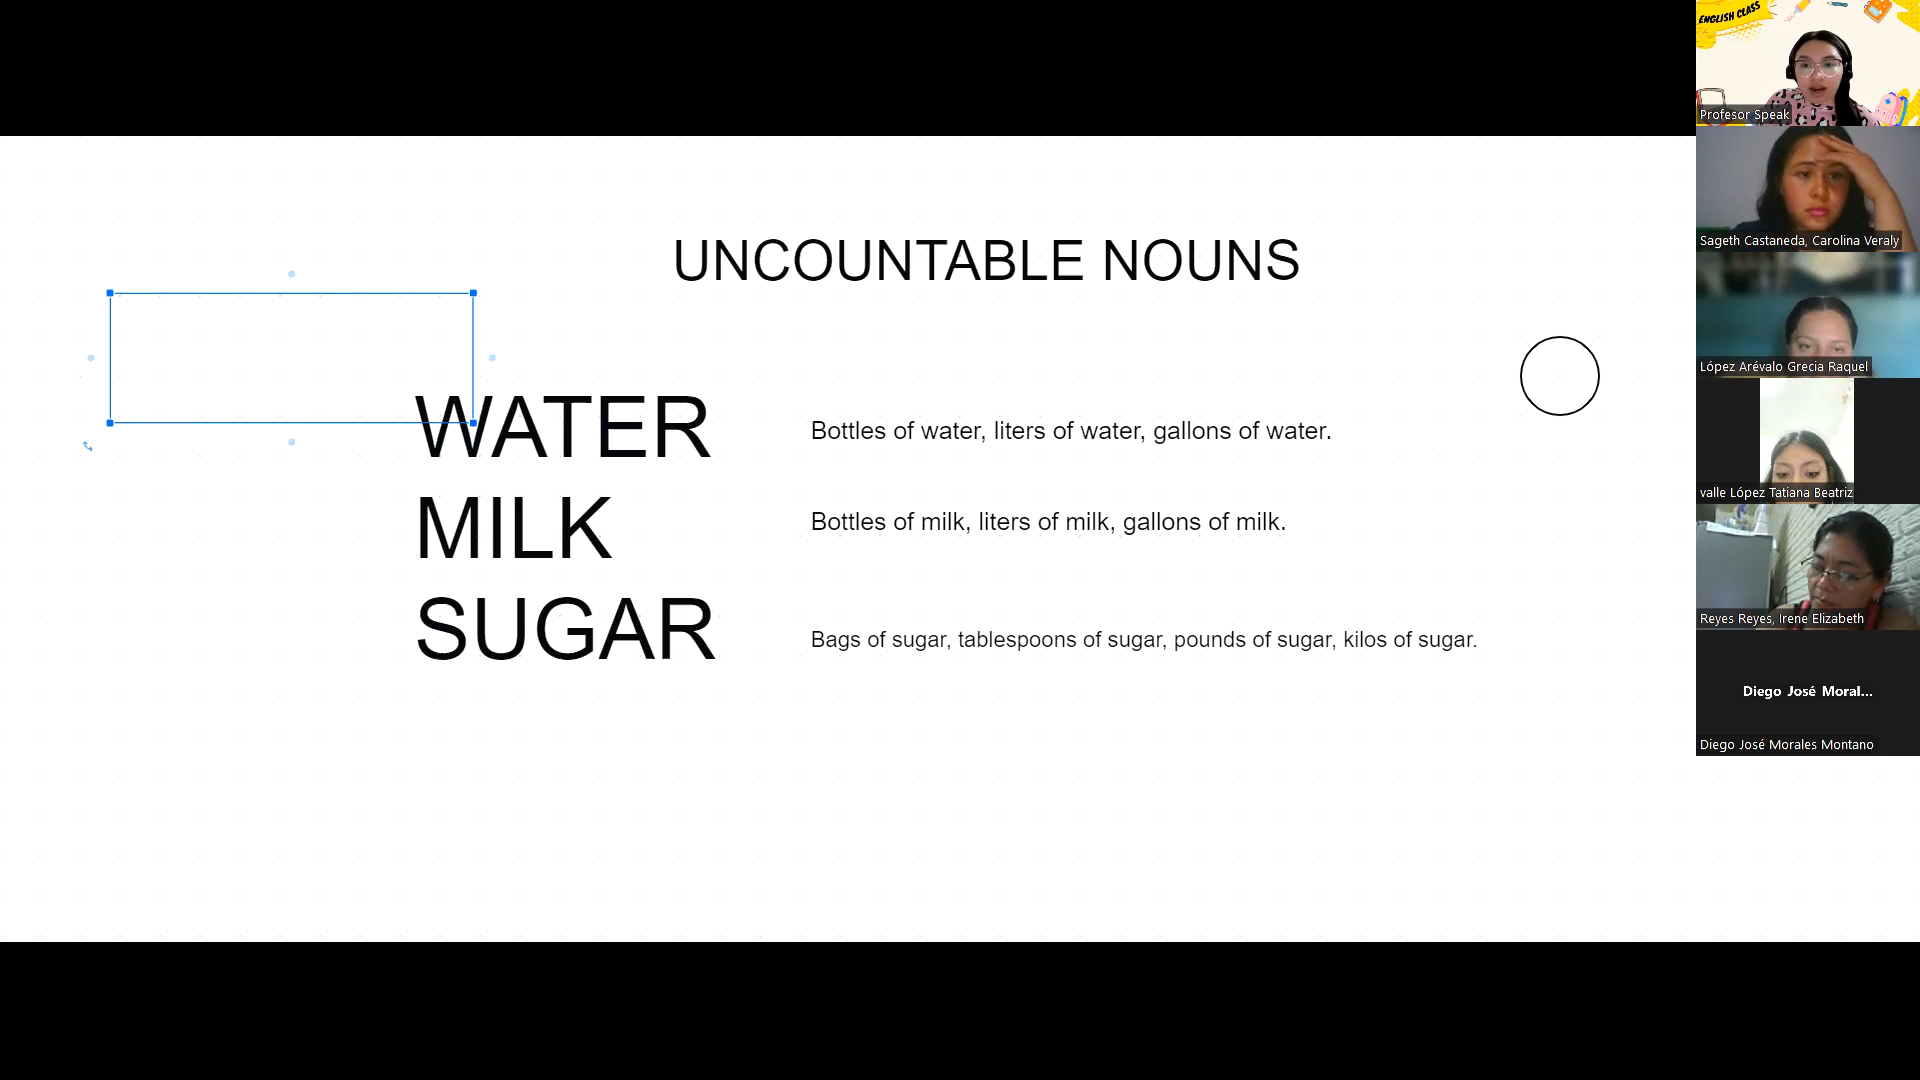 ENGLISH CLASS
Profesor Speak
Sageth Castaneda, Carolina Veraly
UNCOUNTABLE NOUNS
López Arévalo Grecia Raquel
WATER
Bottles of water, liters of water, gallons of water.
valle López Tatiana Beatriz
MILK
Bottles of milk, liters of milk, gallons of milk.
SUGAR
Bags of sugar, tablespoons of sugar, pounds of sugar, kilos of sugar.
Reyes Reyes, Irene Elizabeth
Diego José Moral...
Diego José Morales Montano